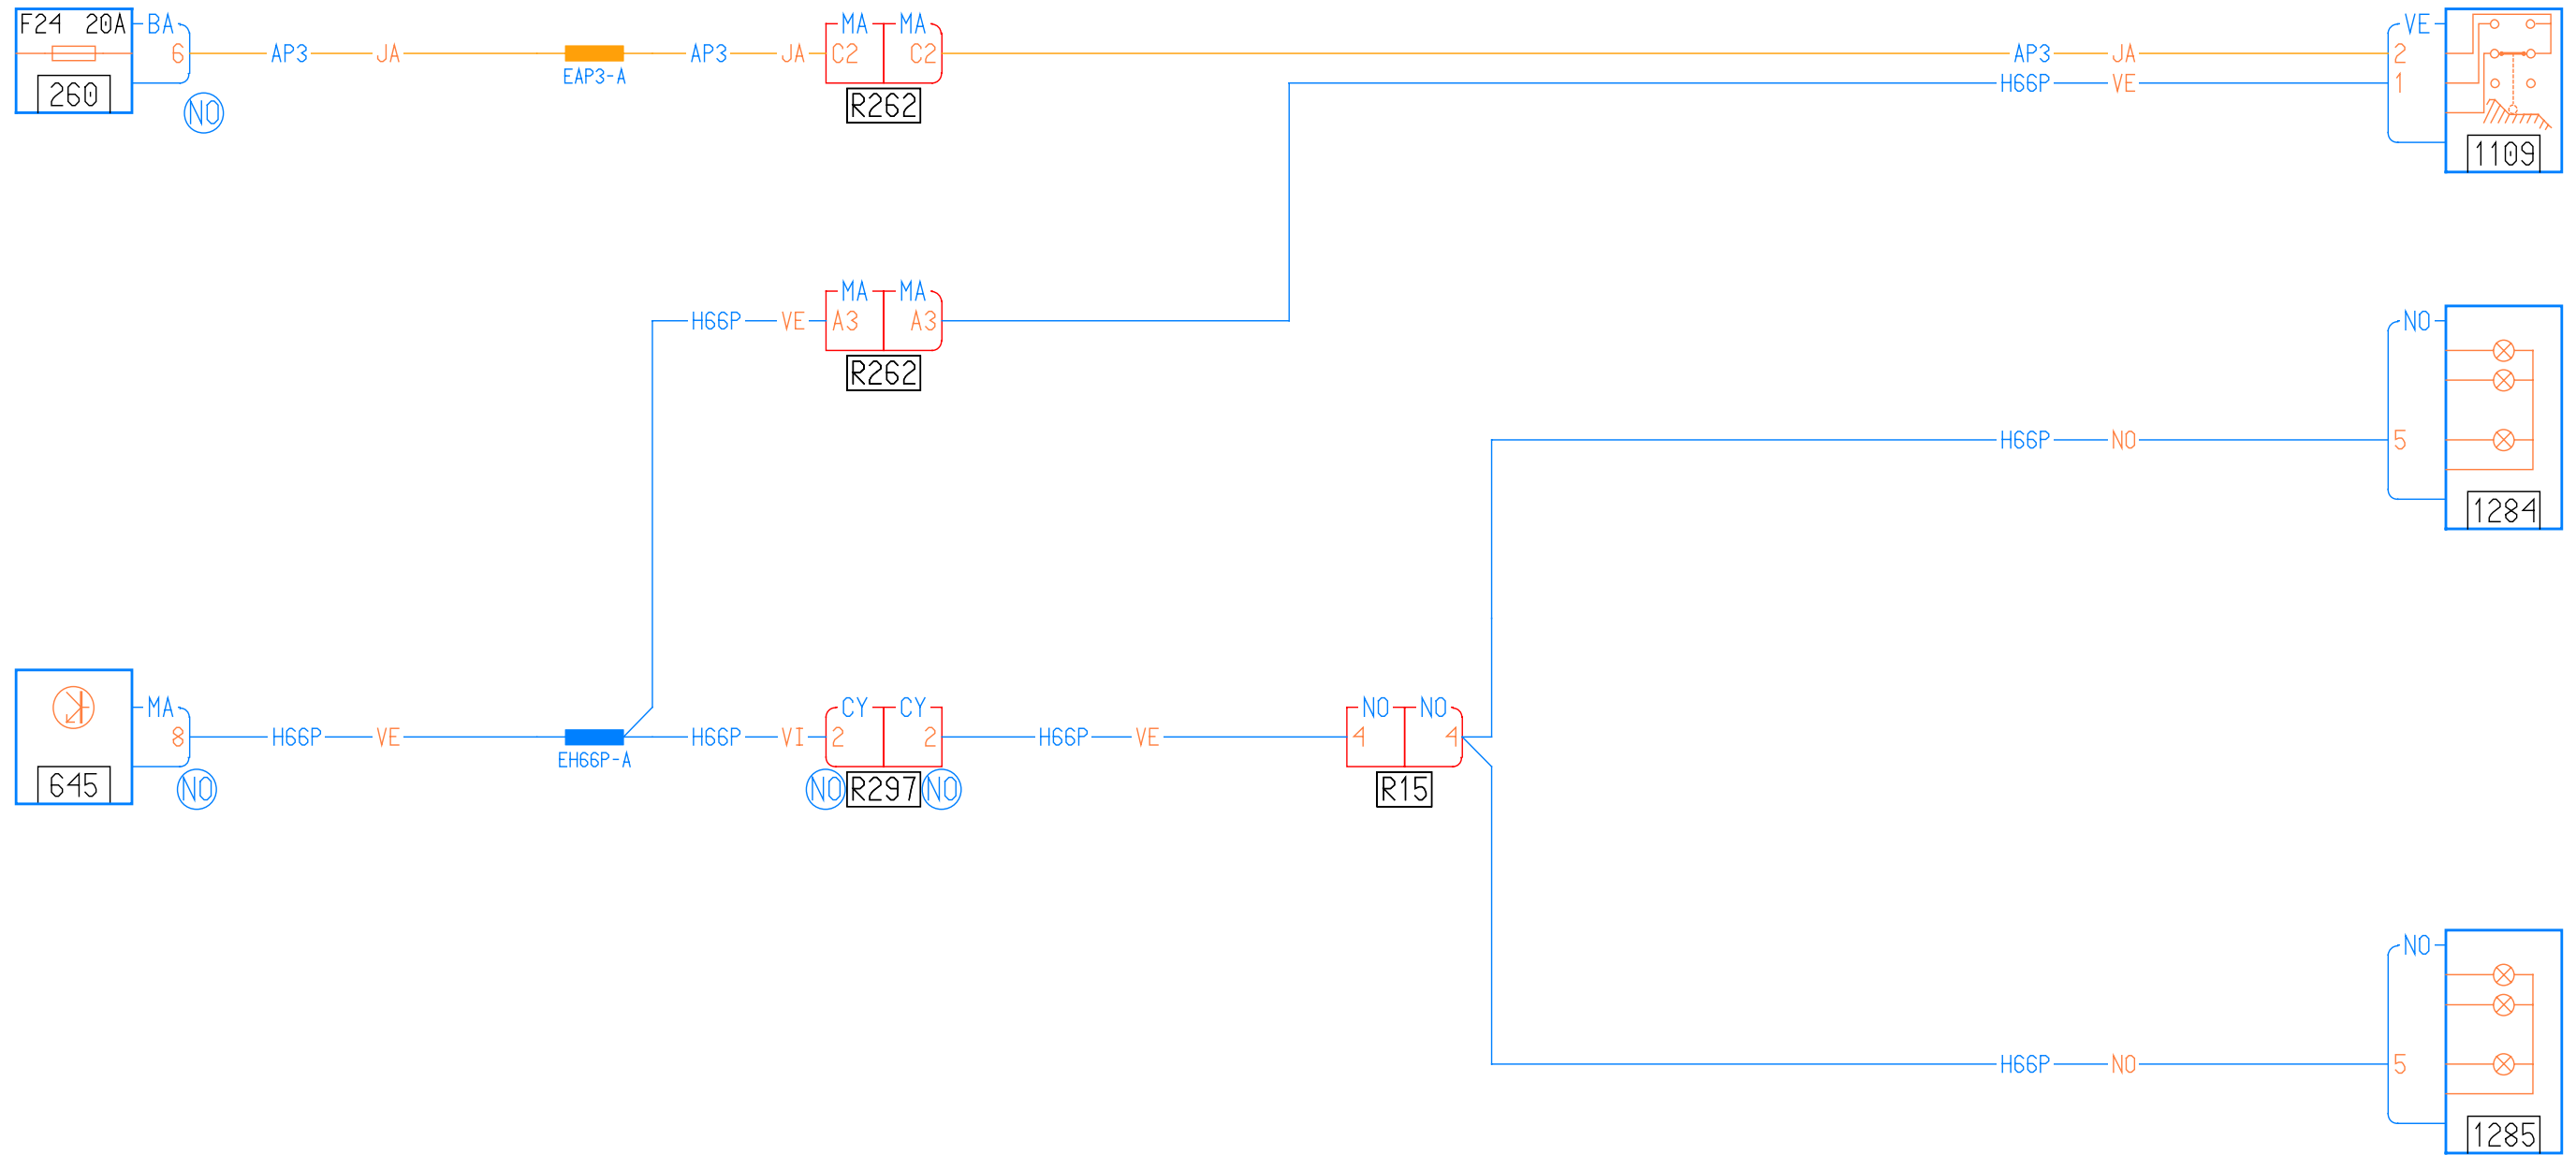 F24 20A BA MA MA VE
6 AP3 JA AP3 JA C2 C2 AP3 JA 2
EAP3-A
H66P VE 1
260 NO R262 1109
MA MA NO
H66P VE A3 A3
R262
H66P NO 5
1284
MA CY CY NO NO
8 H66P VE H66P VI 2 2 H66P VE 4 4
EH66P-A
645 NO NO R297 NO R15
NO
H66P NO 5
1285